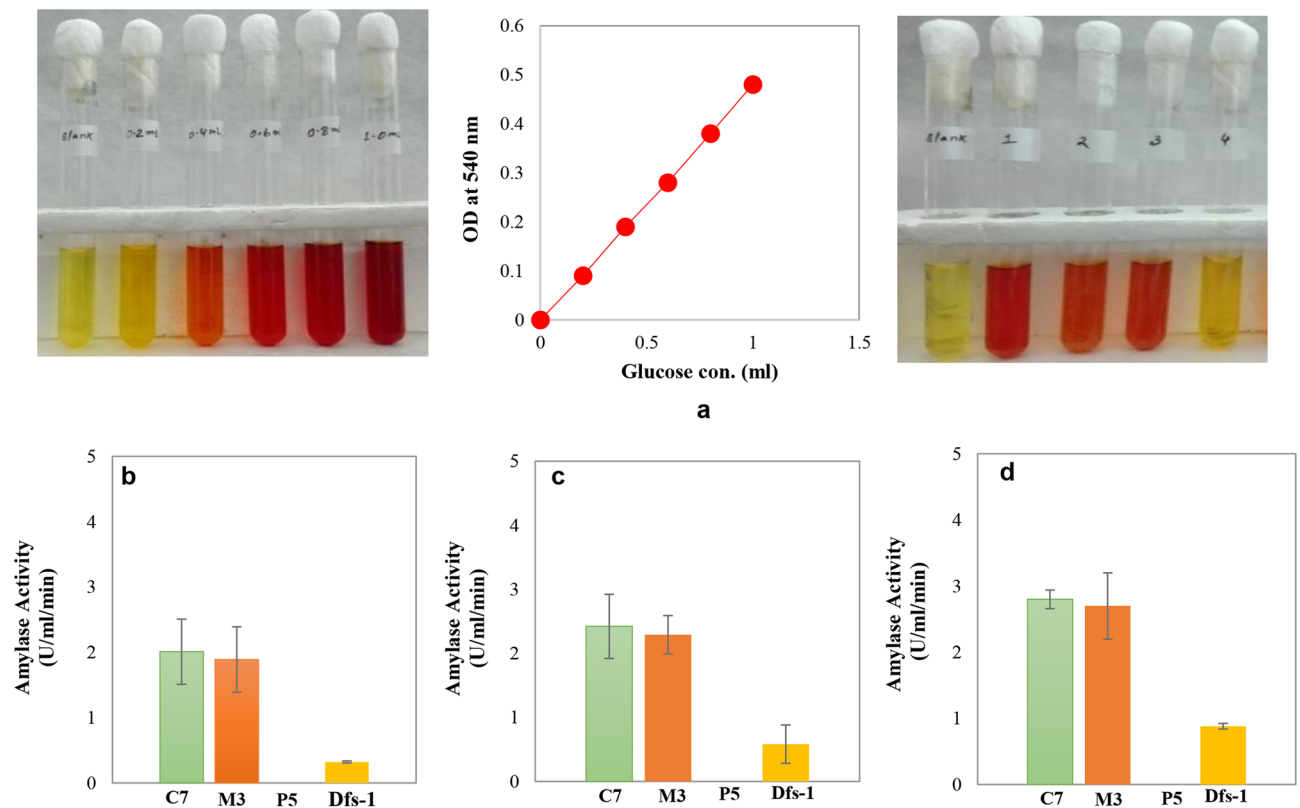 Blank 0.2mL 0.4mL 0.6m 0.8ml 1.0mL
0.6
0.5
0.4
0.3
0.2
0.1
0
0 0.5 1 1.5
OD at 540 nm
Glucose con. (ml)
Blank 1 2 3 4
a
b
5
4
3
2
1
0
Amylase Activity
(U/ml/min)
C7 M3 P5 Dfs-1
c
5
4
3
2
1
0
Amylase Activity
(U/ml/min)
C7 M3 P5 Dfs-1
d
5
4
3
2
1
0
Amylase Activity
(U/ml/min)
C7 M3 P5 Dfs-1